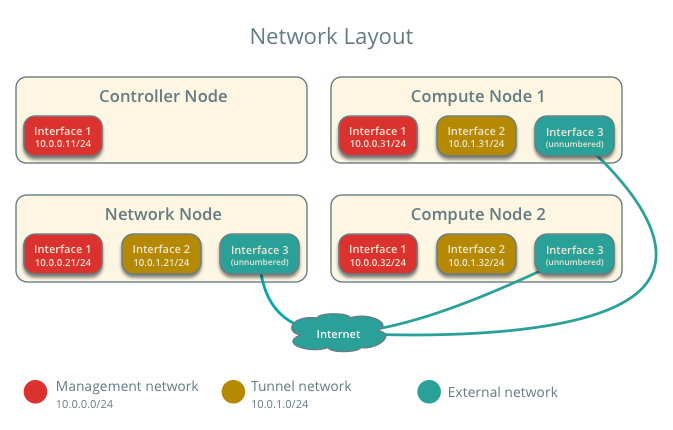 Network Layout
Controller Node
Interface 1
10.0.0.11/24
Compute Node 1
Interface 1
10.0.0.31/24
Interface 2
10.0.1.31/24
Interface 3
(unnumbered)
Network Node
Interface 1
10.0.0.21/24
Interface 2
10.0.1.21/24
Interface 3
(unnumbered)
Compute Node 2
Interface 1
10.0.0.32/24
Interface 2
10.0.1.32/24
Interface 3
(unnumbered)
Internet
Management network
10.0.0.0/24
Tunnel network
10.0.1.0/24
External network